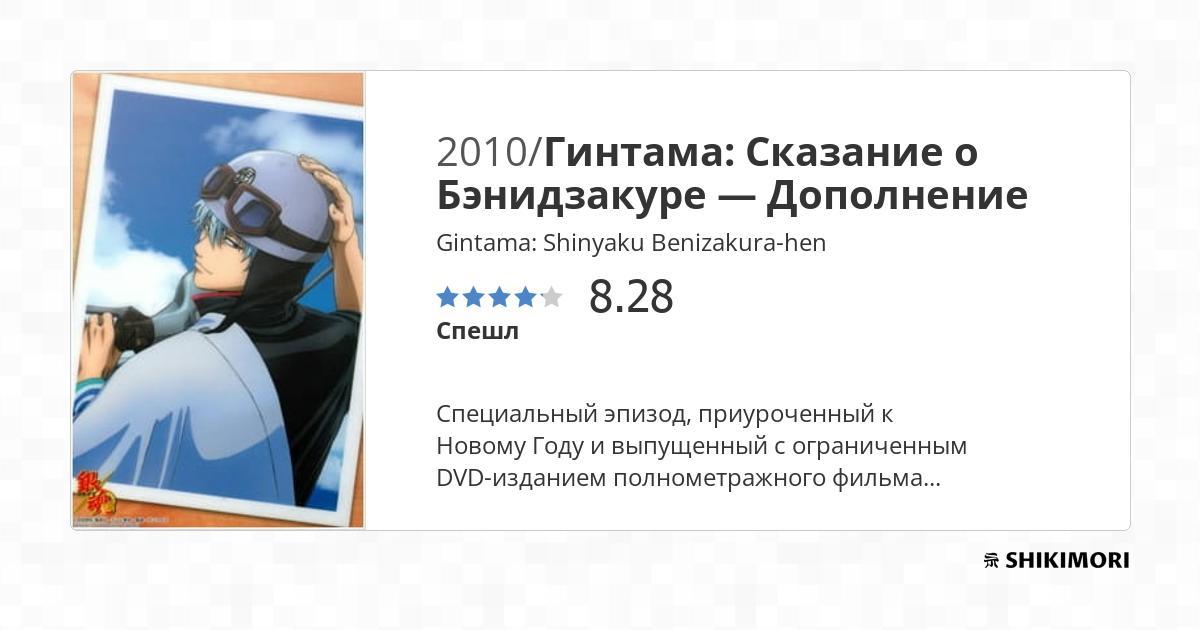 2010/Гинтама: Сказание о
Бэнидзакуре — Дополнение
Gintama: Shinyaku Benizakura-hen
8.28
Спешл
Специальный эпизод, приуроченный к
Новому Году и выпущенный с ограниченным
DVD-изданием полнометражного фильма...
銀魂
SHIKIMORI